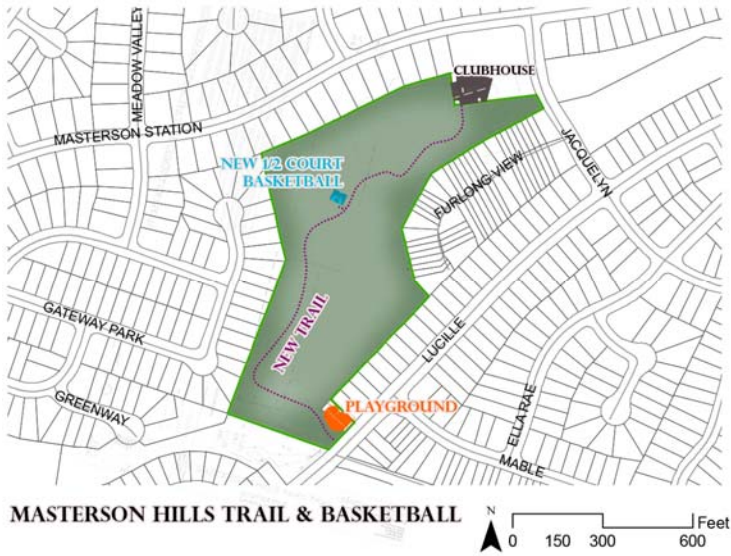 MEADOW VALLEY
CLUBHOUSE
MASTERSON STATION
JACQUELYN
NEW 1/2 COURT
BASKETBALL
FURLONG VIEW
GATEWAY PARK
NEW TRAIL
LUCILLE
GREENWAY
PLAYGROUND
ELLA RAE
MABLE
MASTERSON HILLS TRAIL & BASKETBALL
N
Feet
0 150 300 600